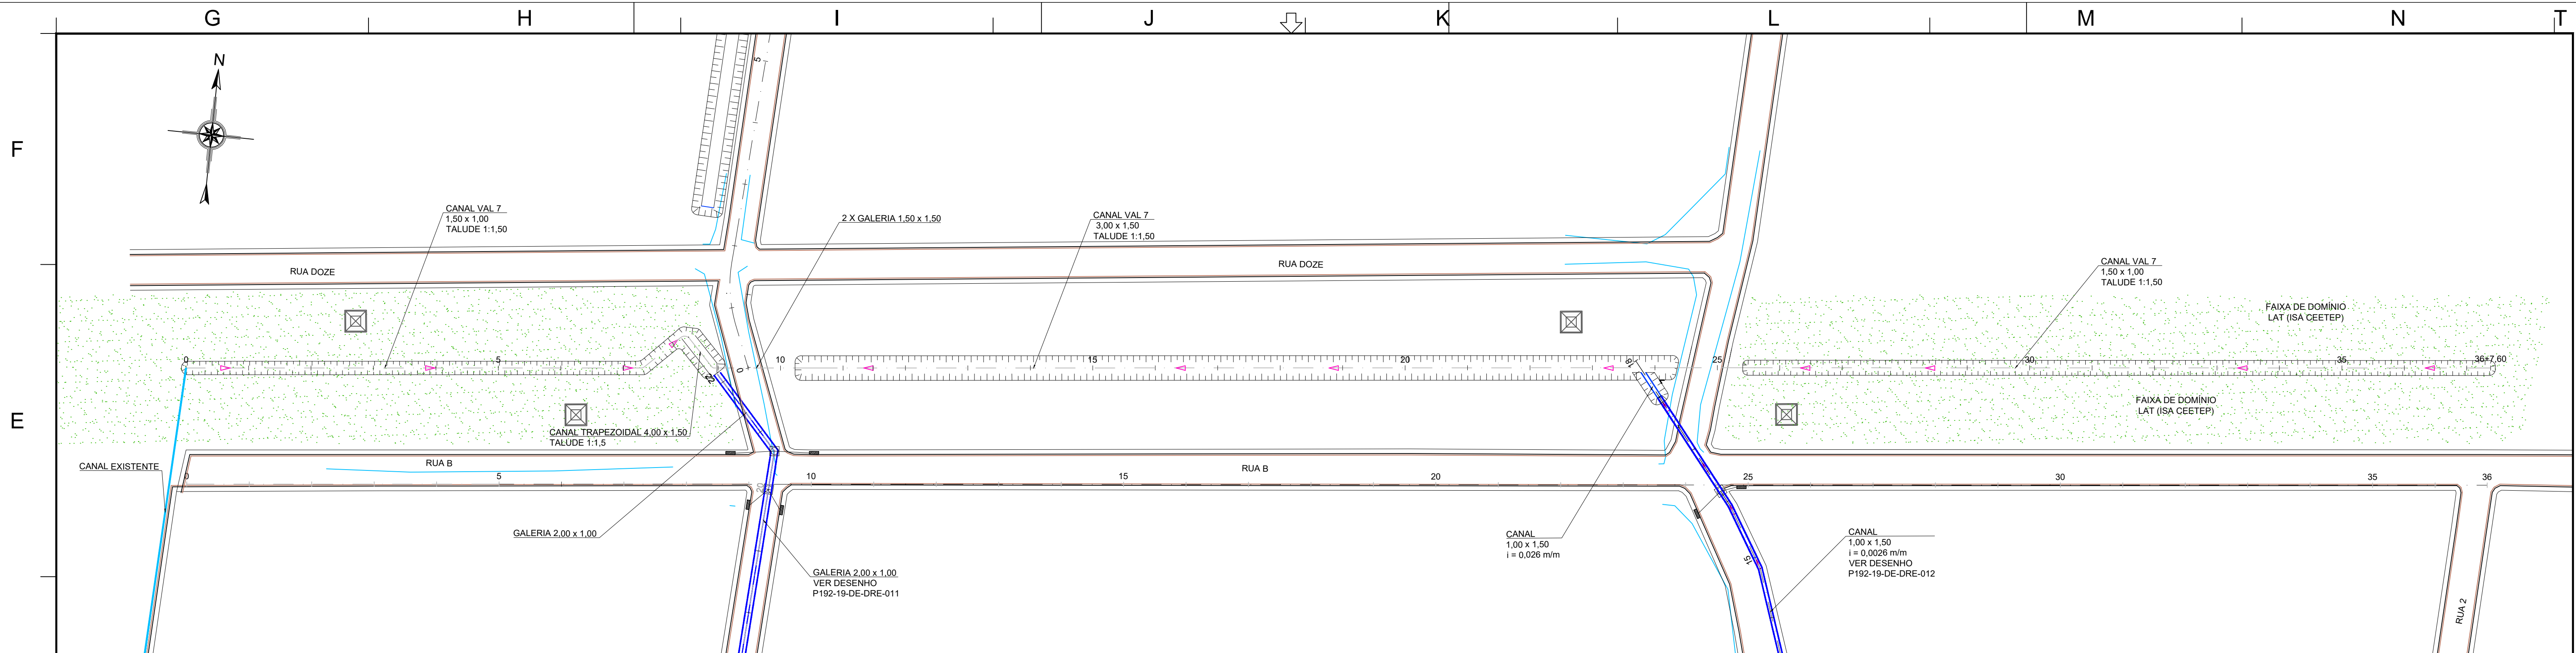 G
H
I
J
K
L
M
N
T
F
E
N
5
CANAL VAL 7
1,50 x 1,00
TALUDE 1:1,50
2 X GALERIA 1,50 x 1,50
CANAL VAL 7
3,00 x 1,50
TALUDE 1:1,50
RUA DOZE
RUA DOZE
CANAL VAL 7
1,50 x 1,00
TALUDE 1:1,50
FAIXA DE DOMÍNIO
LAT (ISA CEETEP)
0
5
0
10
15
20
18
25
30
35
36+7,60
22
FAIXA DE DOMÍNIO
LAT (ISA CEETEP)
CANAL TRAPEZOIDAL 4,00 x 1,50
TALUDE 1:1,5
CANAL EXISTENTE
RUA B
RUA B
0
5
20
10
15
20
25
30
35
36
GALERIA 2,00 x 1,00
CANAL
1,00 x 1,50
i = 0,026 m/m
CANAL
1,00 x 1,50
i = 0,0026 m/m
VER DESENHO
P192-19-DE-DRE-012
15
GALERIA 2,00 x 1,00
VER DESENHO
P192-19-DE-DRE-011
RUA 2